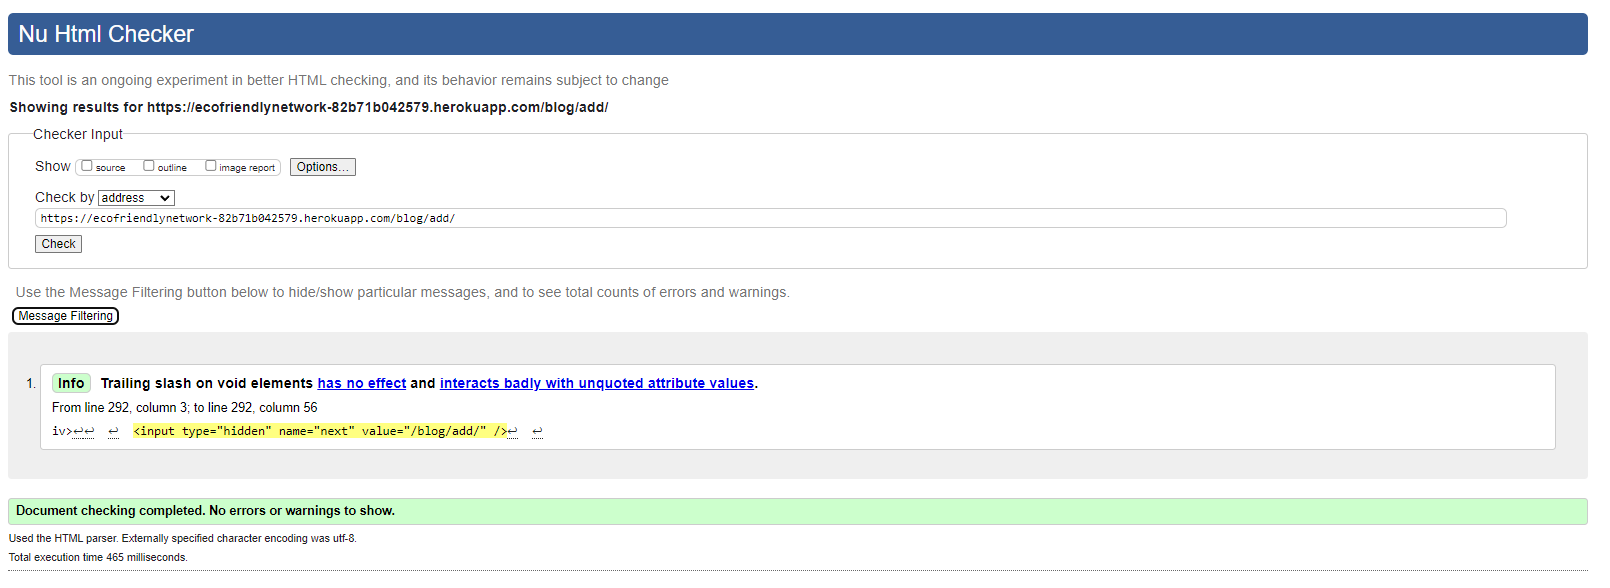 Nu Html Checker
This tool is an ongoing experiment in better HTML checking, and its behavior remains subject to change
Showing results for https://ecofriendlynetwork-82b71b042579.herokuapp.com/blog/add/
Checker Input
Show source outline image report Options...
Check by address
https://ecofriendlynetwork-82b71b042579.herokuapp.com/blog/add/
Check
Use the Message Filtering button below to hide/show particular messages, and to see total counts of errors and warnings.
Message Filtering
1. Info Trailing slash on void elements has no effect and interacts badly with unquoted attribute values.
From line 292, column 3; to line 292, column 56
iv>↩↩ ↩ <input type="hidden" name="next" value="/blog/add/" />↩ ↩
Document checking completed. No errors or warnings to show.
Used the HTML parser. Externally specified character encoding was utf-8.
Total execution time 465 milliseconds.